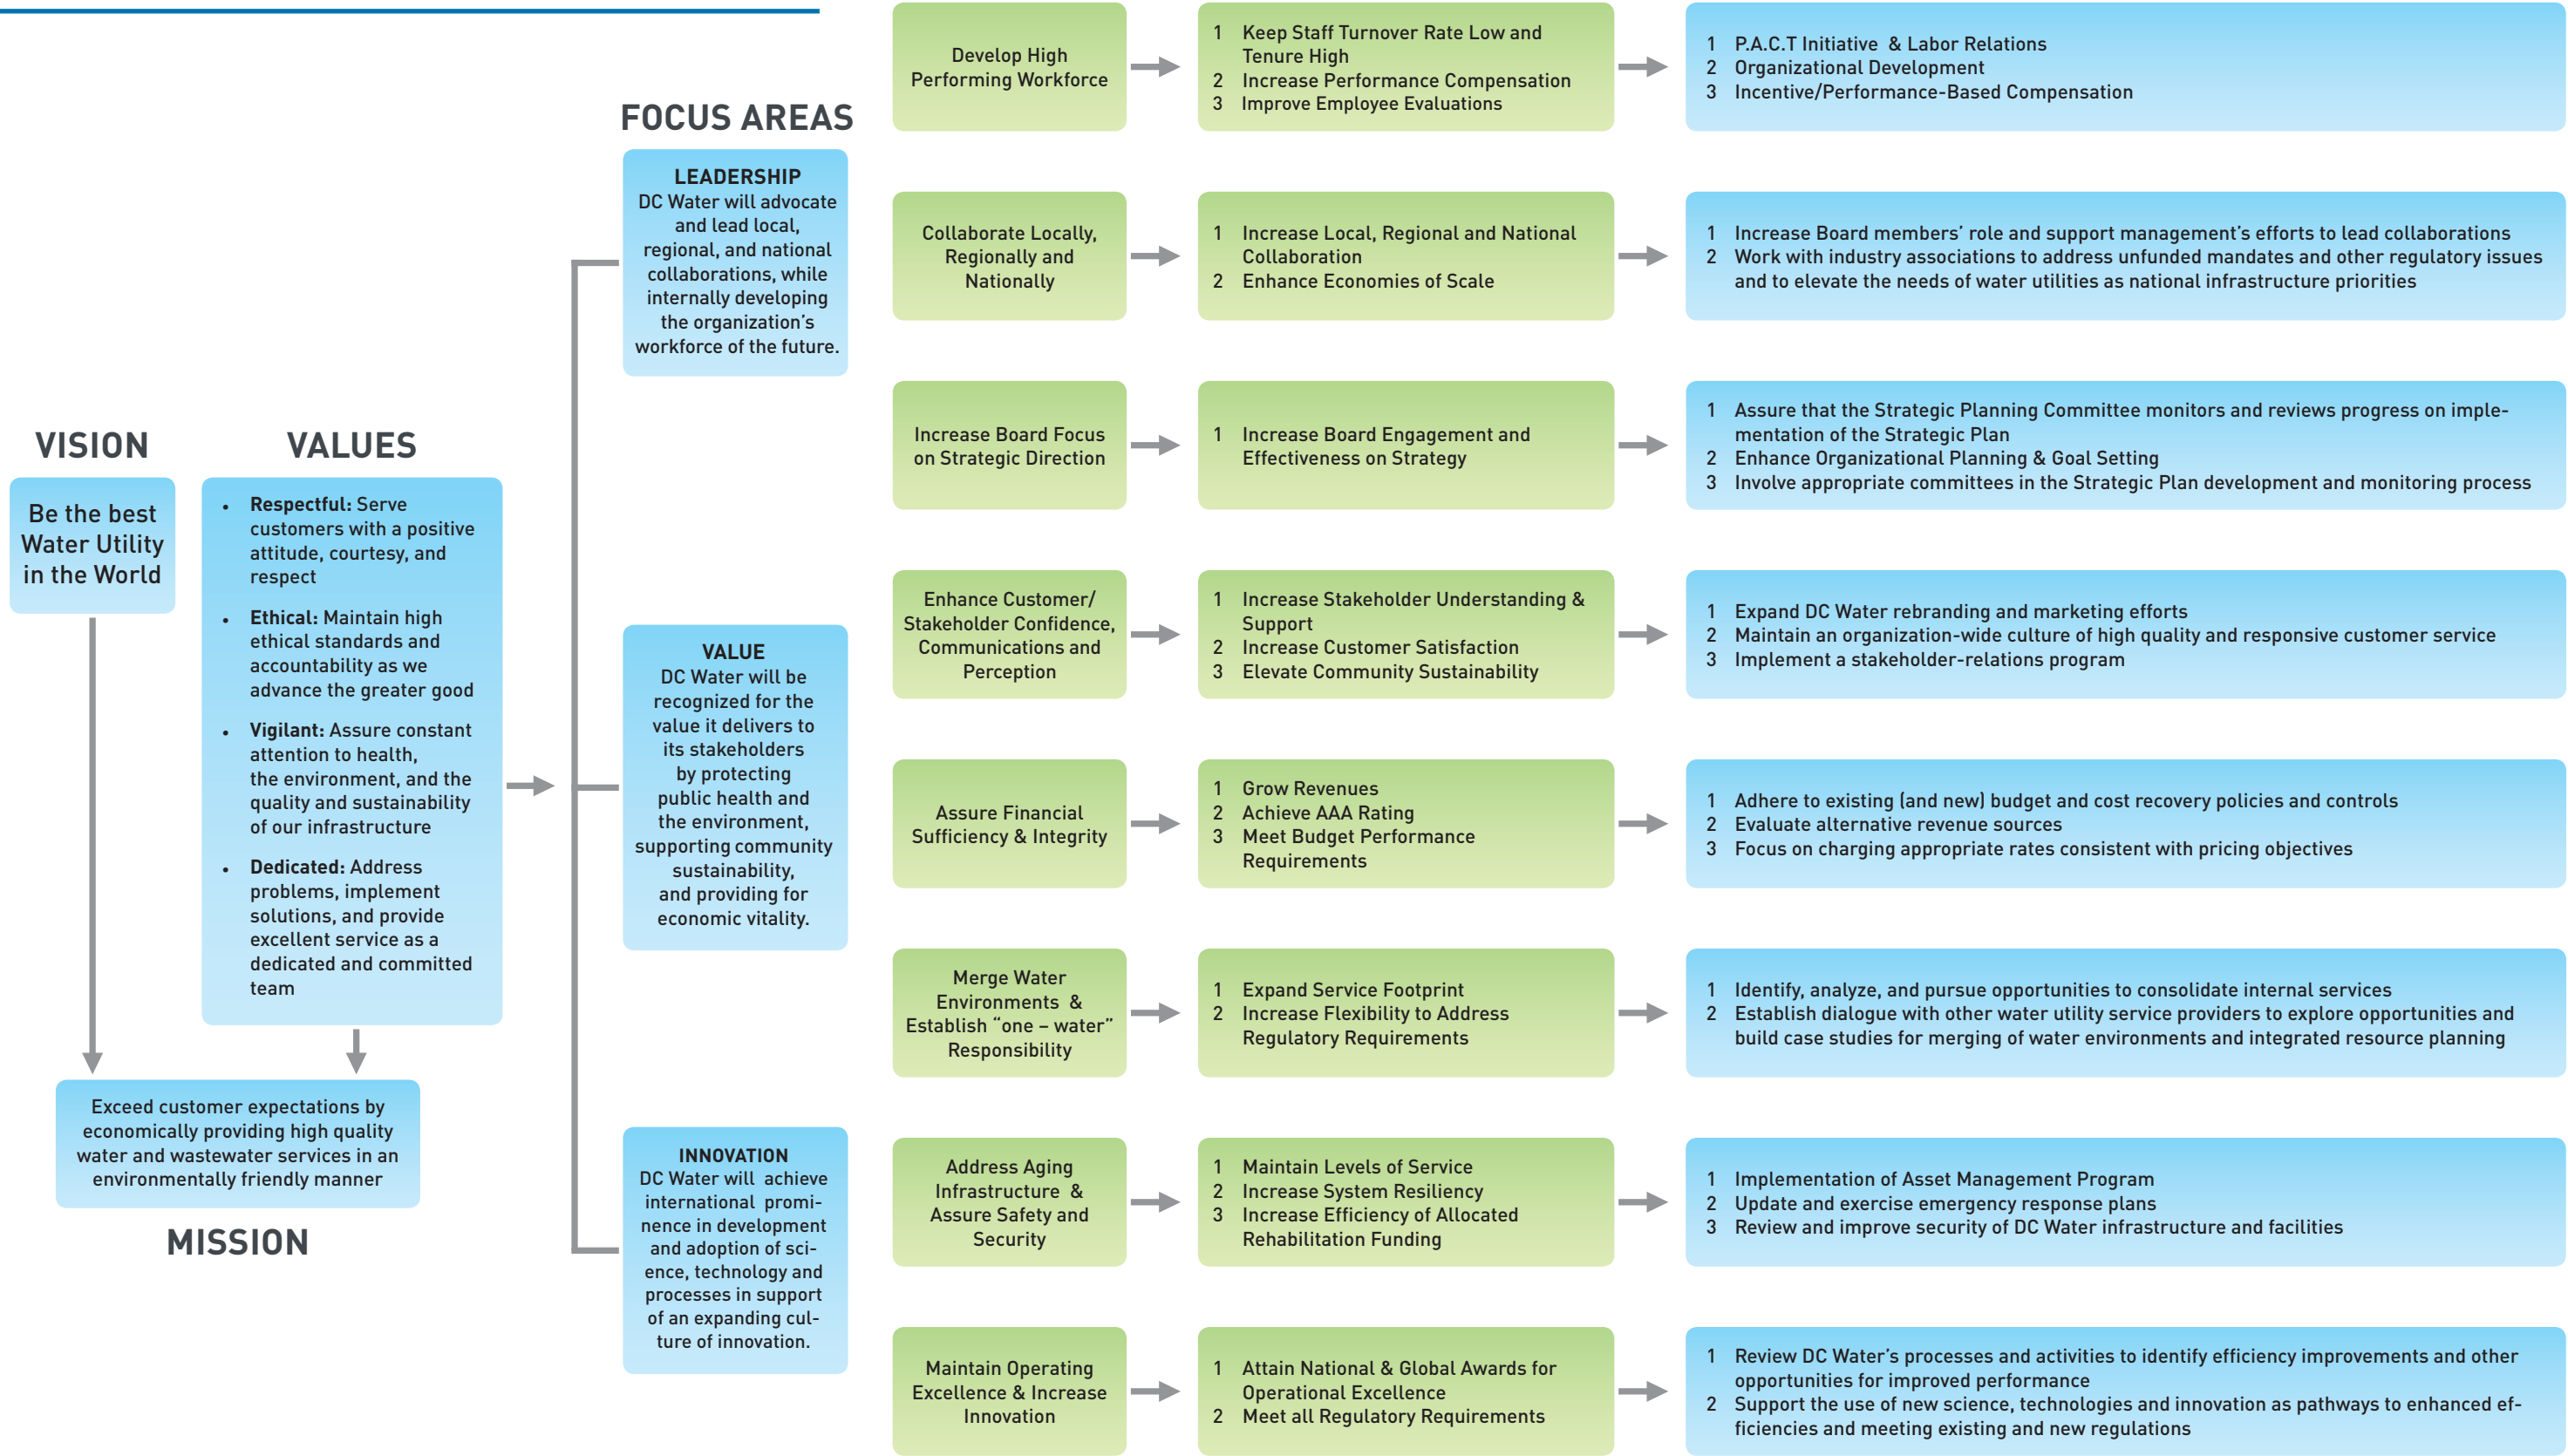 VISION
Be the best
Water Utility
in the World
VALUES
• Respectful: Serve
customers with a positive
attitude, courtesy, and
respect
• Ethical: Maintain high
ethical standards and
accountability as we
advance the greater good
• Vigilant: Assure constant
attention to health,
the environment, and the
quality and sustainability
of our infrastructure
• Dedicated: Address
problems, implement
solutions, and provide
excellent service as a
dedicated and committed
team
Exceed customer expectations by
economically providing high quality
water and wastewater services in an
environmentally friendly manner
MISSION
FOCUS AREAS
LEADERSHIP
DC Water will advocate
and lead local,
regional, and national
collaborations, while
internally developing
the organization's
workforce of the future.
VALUE
DC Water will be
recognized for the
value it delivers to
its stakeholders
by protecting
public health and
the environment,
supporting community
sustainability,
and providing for
economic vitality.
INNOVATION
DC Water will achieve
international promi-
nence in development
and adoption of sci-
ence, technology and
processes in support
of an expanding cul-
ture of innovation.
Develop High
Performing Workforce
1 Keep Staff Turnover Rate Low and
Tenure High
2 Increase Performance Compensation
3 Improve Employee Evaluations
1 P.A.C.T Initiative & Labor Relations
2 Organizational Development
3 Incentive/Performance-Based Compensation
Collaborate Locally,
Regionally and
Nationally
1 Increase Local, Regional and National
Collaboration
2 Enhance Economies of Scale
1 Increase Board members' role and support management's efforts to lead collaborations
2 Work with industry associations to address unfunded mandates and other regulatory issues
and to elevate the needs of water utilities as national infrastructure priorities
Increase Board Focus
on Strategic Direction
1 Increase Board Engagement and
Effectiveness on Strategy
1 Assure that the Strategic Planning Committee monitors and reviews progress on imple-
mentation of the Strategic Plan
2 Enhance Organizational Planning & Goal Setting
3 Involve appropriate committees in the Strategic Plan development and monitoring process
Enhance Customer/
Stakeholder Confidence,
Communications and
Perception
1 Increase Stakeholder Understanding &
Support
2 Increase Customer Satisfaction
3 Elevate Community Sustainability
1 Expand DC Water rebranding and marketing efforts
2 Maintain an organization-wide culture of high quality and responsive customer service
3 Implement a stakeholder-relations program
Assure Financial
Sufficiency & Integrity
1 Grow Revenues
2 Achieve AAA Rating
3 Meet Budget Performance
Requirements
1 Adhere to existing (and new) budget and cost recovery policies and controls
2 Evaluate alternative revenue sources
3 Focus on charging appropriate rates consistent with pricing objectives
Merge Water
Environments &
Establish “one – water”
Responsibility
1 Expand Service Footprint
2 Increase Flexibility to Address
Regulatory Requirements
1 Identify, analyze, and pursue opportunities to consolidate internal services
2 Establish dialogue with other water utility service providers to explore opportunities and
build case studies for merging of water environments and integrated resource planning
Address Aging
Infrastructure &
Assure Safety and
Security
1 Maintain Levels of Service
2 Increase System Resiliency
3 Increase Efficiency of Allocated
Rehabilitation Funding
1 Implementation of Asset Management Program
2 Update and exercise emergency response plans
3 Review and improve security of DC Water infrastructure and facilities
Maintain Operating
Excellence & Increase
Innovation
1 Attain National & Global Awards for
Operational Excellence
2 Meet all Regulatory Requirements
1 Review DC Water's processes and activities to identify efficiency improvements and other
opportunities for improved performance
2 Support the use of new science, technologies and innovation as pathways to enhanced ef-
ficiencies and meeting existing and new regulations